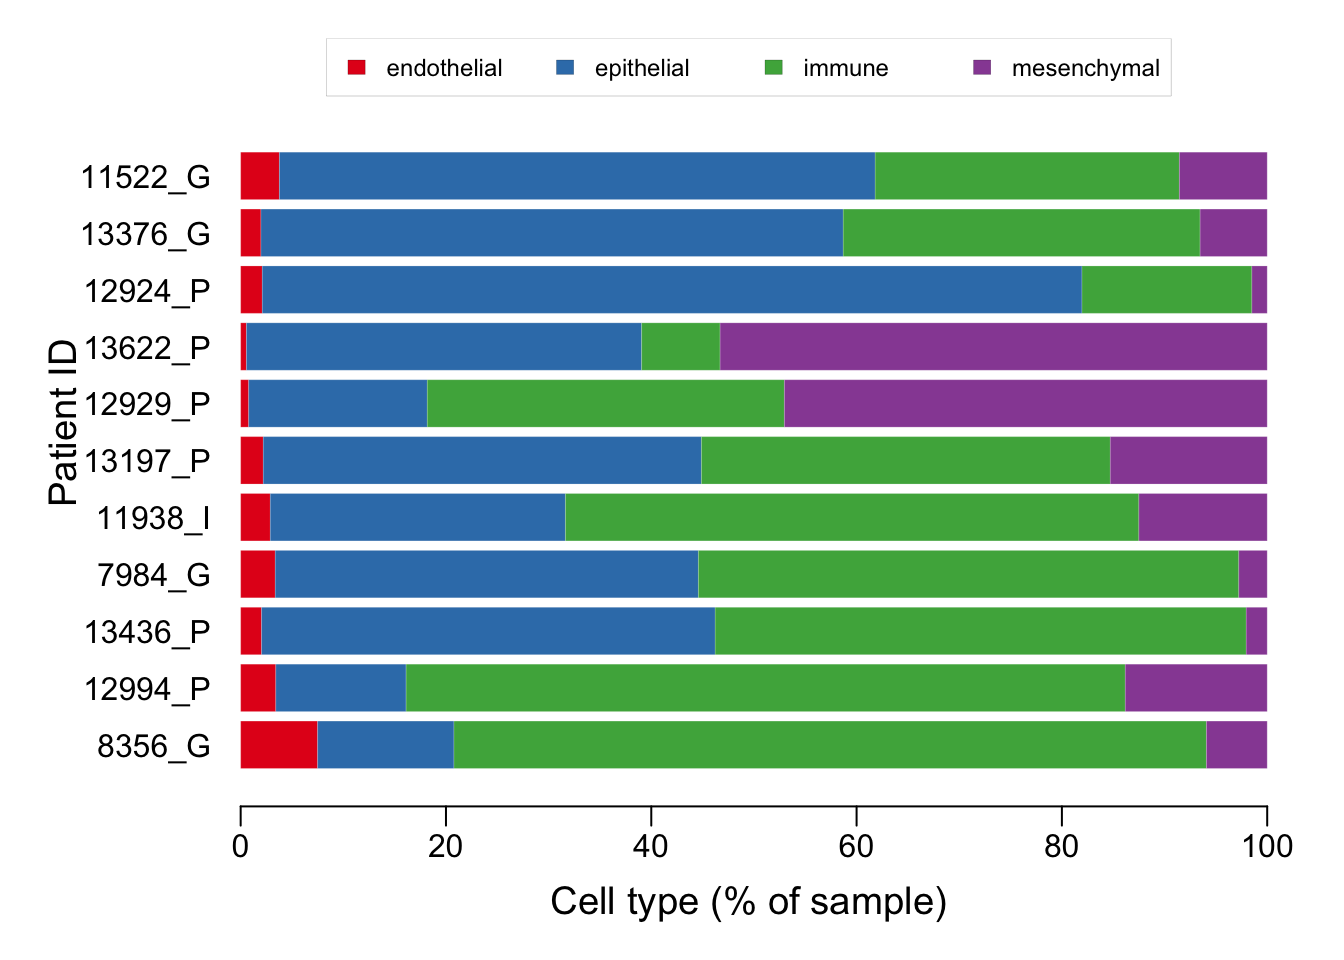 endothelial epithelial immune mesenchymal
11522_G
13376_G
12924_P
13622_P
12929_P
13197_P
11938_I
7984_G
13436_P
12994_P
8356_G
Patient ID
0 20 40 60 80 100
Cell type (% of sample)